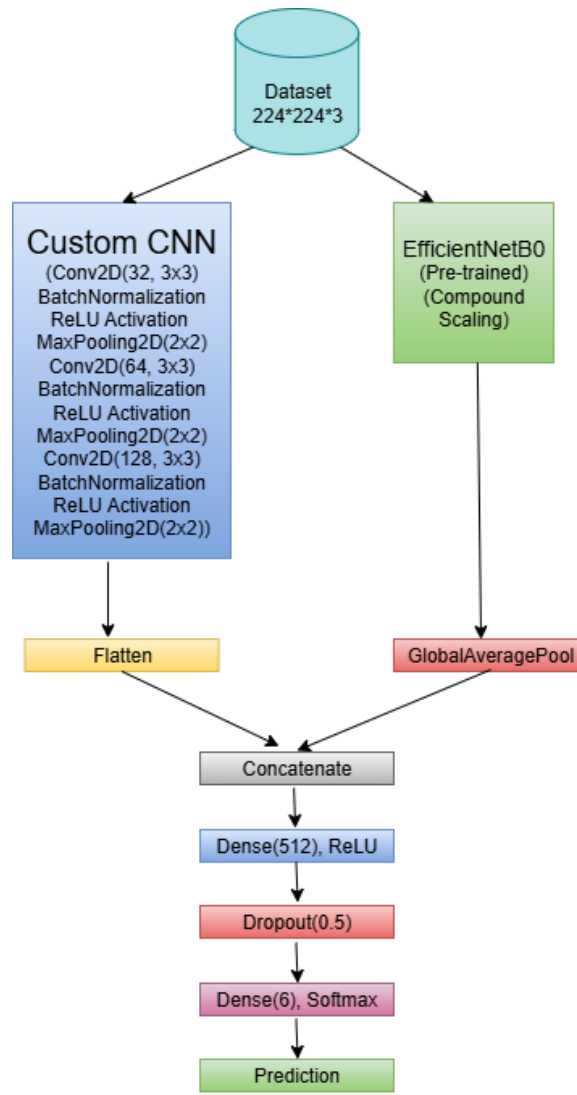 Dataset
224*224*3
Custom CNN
(Conv2D(32, 3x3)
BatchNormalization
ReLU Activation
MaxPooling2D(2x2)
Conv2D(64, 3x3)
BatchNormalization
ReLU Activation
MaxPooling2D(2x2)
Conv2D(128, 3x3)
BatchNormalization
ReLU Activation
MaxPooling2D(2x2))
EfficientNetB0
(Pre-trained)
(Compound
Scaling)
Flatten
GlobalAveragePool
Concatenate
Dense(512), ReLU
Dropout(0.5)
Dense(6), Softmax
Prediction